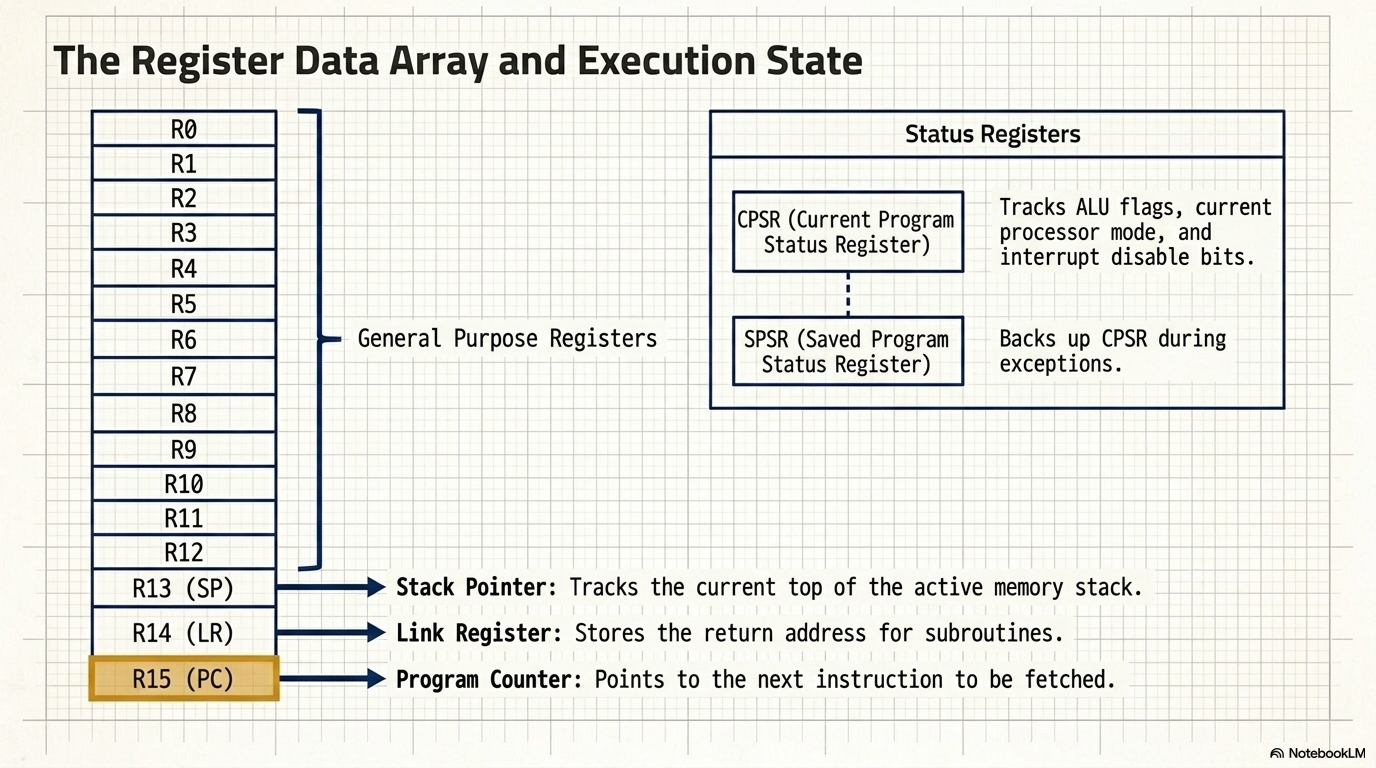 The Register Data Array and Execution State
R0
R1
R2
R3
R4
R5
R6
R7
R8
R9
R10
R11
R12
R13 (SP)
R14 (LR)
R15 (PC)
General Purpose Registers
Stack Pointer: Tracks the current top of the active memory stack.
Link Register: Stores the return address for subroutines.
Program Counter: Points to the next instruction to be fetched.
Status Registers
CPSR (Current Program
Status Register)
Tracks ALU flags, current
processor mode, and
interrupt disable bits.
SPSR (Saved Program
Status Register)
Backs up CPSR during
exceptions.
NotebookLM